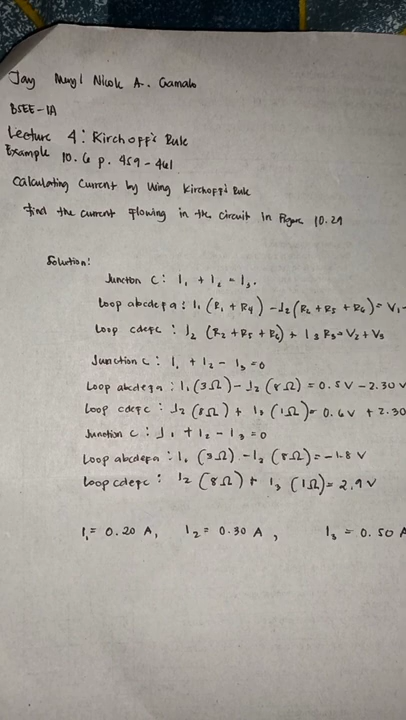 Jay Meryl Nicole A. Gamalo
BSEE-1A
Lecture 4: Kirchoff's Rule
Example 10.6 p. 459-461
Calculating Current by Using Kirchoff's Rule
Find the current flowing in the circuit in Figure 10.29
Solution:
Junction C: I₁ + I₂ - I₃.
Loop abcdefa: I₁ (R₁ + R₄) - I₂ (R₂ + R₅ + R₆) = V₁ -
Loop cdefc: I₂ (R₂ + R₅ + R₆) + I₃ R₃ = V₂ + V₃
Junction C: I₁ + I₂ - I₃ = 0
Loop abcdefa: I₁ (3Ω) - I₂ (8Ω) = 0.5V - 2.30 V
Loop cdefc: I₂ (8Ω) + I₃ (1Ω) = 0.6V + 2.30
Junction C: I₁ + I₂ - I₃ = 0
Loop abcdefa: I₁ (3Ω) - I₂ (8Ω) = -1.8 V
Loop cdefc: I₂ (8Ω) + I₃ (1Ω) = 2.9 V
I₁ = 0.20 A, I₂ = 0.30 A, I₃ = 0.50 A